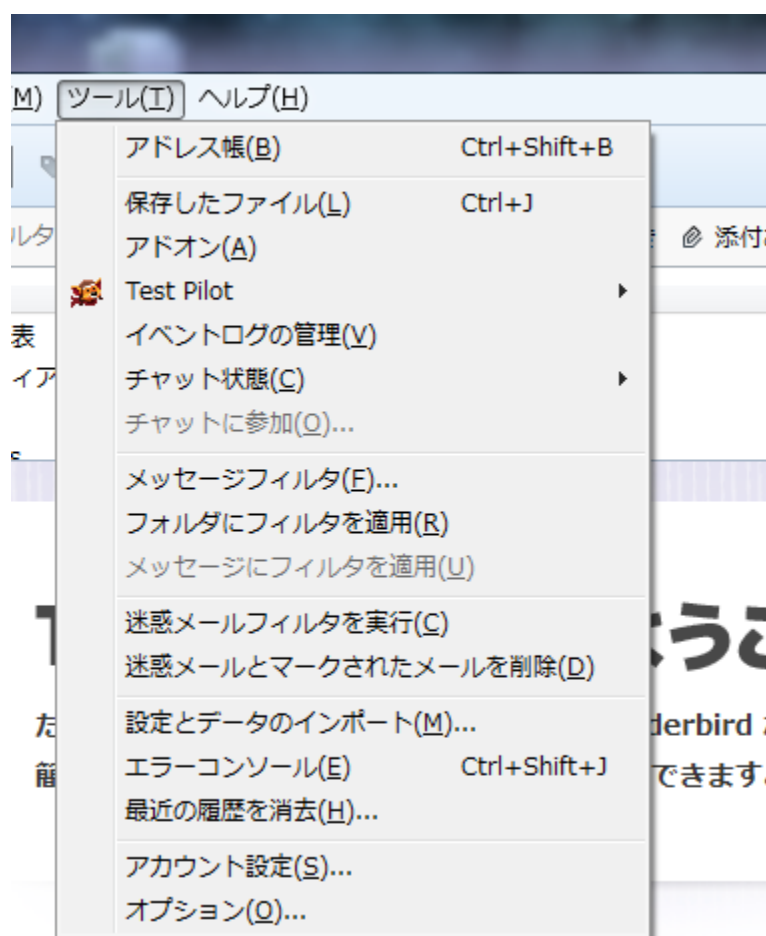 (M) ツール(T) ヘルプ(H)
アドレス帳(B) Ctrl+Shift+B
保存したファイル(L) Ctrl+J
ルタ
添付
アドオン(A)
Test Pilot
表
イベントログの管理(V)
ィア
チャット状態(C)
チャットに参加(O)...
メッセージフィルタ(F)...
フォルダにフィルタを適用(R)
メッセージにフィルタを適用(U)
迷惑メールフィルタを実行(C)
T
ようこ
迷惑メールとマークされたメールを削除(D)
設定とデータのインポート(M)...
た
derbird
エラーコンソール(E) Ctrl+Shift+J
できます。
最近の履歴を消去(H)...
アカウント設定(S)...
オプション(O)...